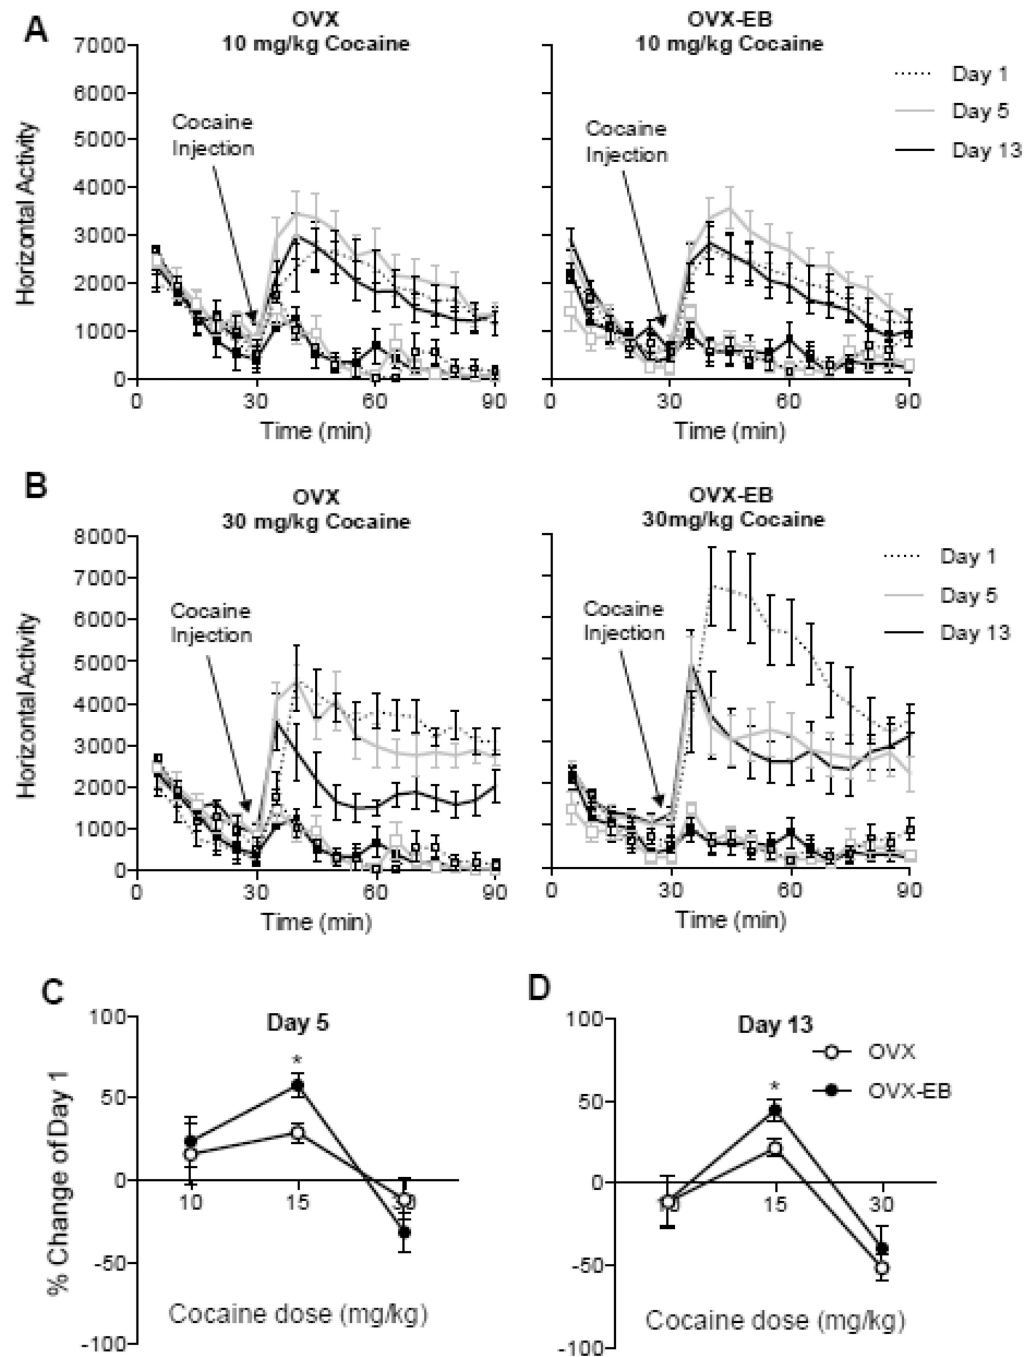 A
OVX
10 mg/kg Cocaine
OVX-EB
10 mg/kg Cocaine
7000
6000
5000
4000
3000
2000
1000
0
Horizontal Activity
Cocaine
Injection
Cocaine
Injection
Day 1
Day 5
Day 13
0 30 60 90
Time (min)
0 30 60 90
Time (min)
B
OVX
30 mg/kg Cocaine
OVX-EB
30mg/kg Cocaine
8000
7000
6000
5000
4000
3000
2000
1000
0
Horizontal Activity
Cocaine
Injection
Cocaine
Injection
Day 1
Day 5
Day 13
0 30 60 90
Time (min)
0 30 60 90
Time (min)
C
Day 5
100
50
0
-50
-100
% Change of Day 1
*
10 15
Cocaine dose (mg/kg)
D
Day 13
100
50
0
-50
-100
OVX
OVX-EB
*
15 30
Cocaine dose (mg/kg)